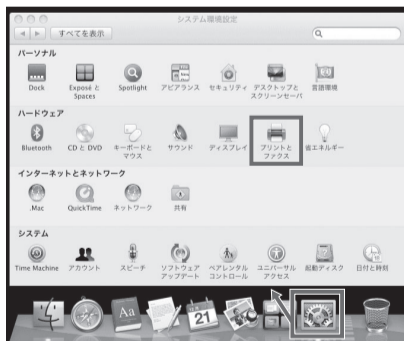 システム環境設定
すべてを表示
パーソナル
Dock
Exposé と Spaces
Spotlight
アピアランス
セキュリティ
デスクトップと スクリーンセーバ
言語環境
ハードウェア
Bluetooth
CD と DVD
キーボードと マウス
サウンド
ディスプレイ
プリントと ファクス
省エネルギー
インターネットとネットワーク
.Mac
QuickTime
ネットワーク
共有
システム
Time Machine
アカウント
スピーチ
ソフトウェア アップデート
ペアレンタル コントロール
ユニバーサル アクセス
起動ディスク
日付と時刻
Aa
21